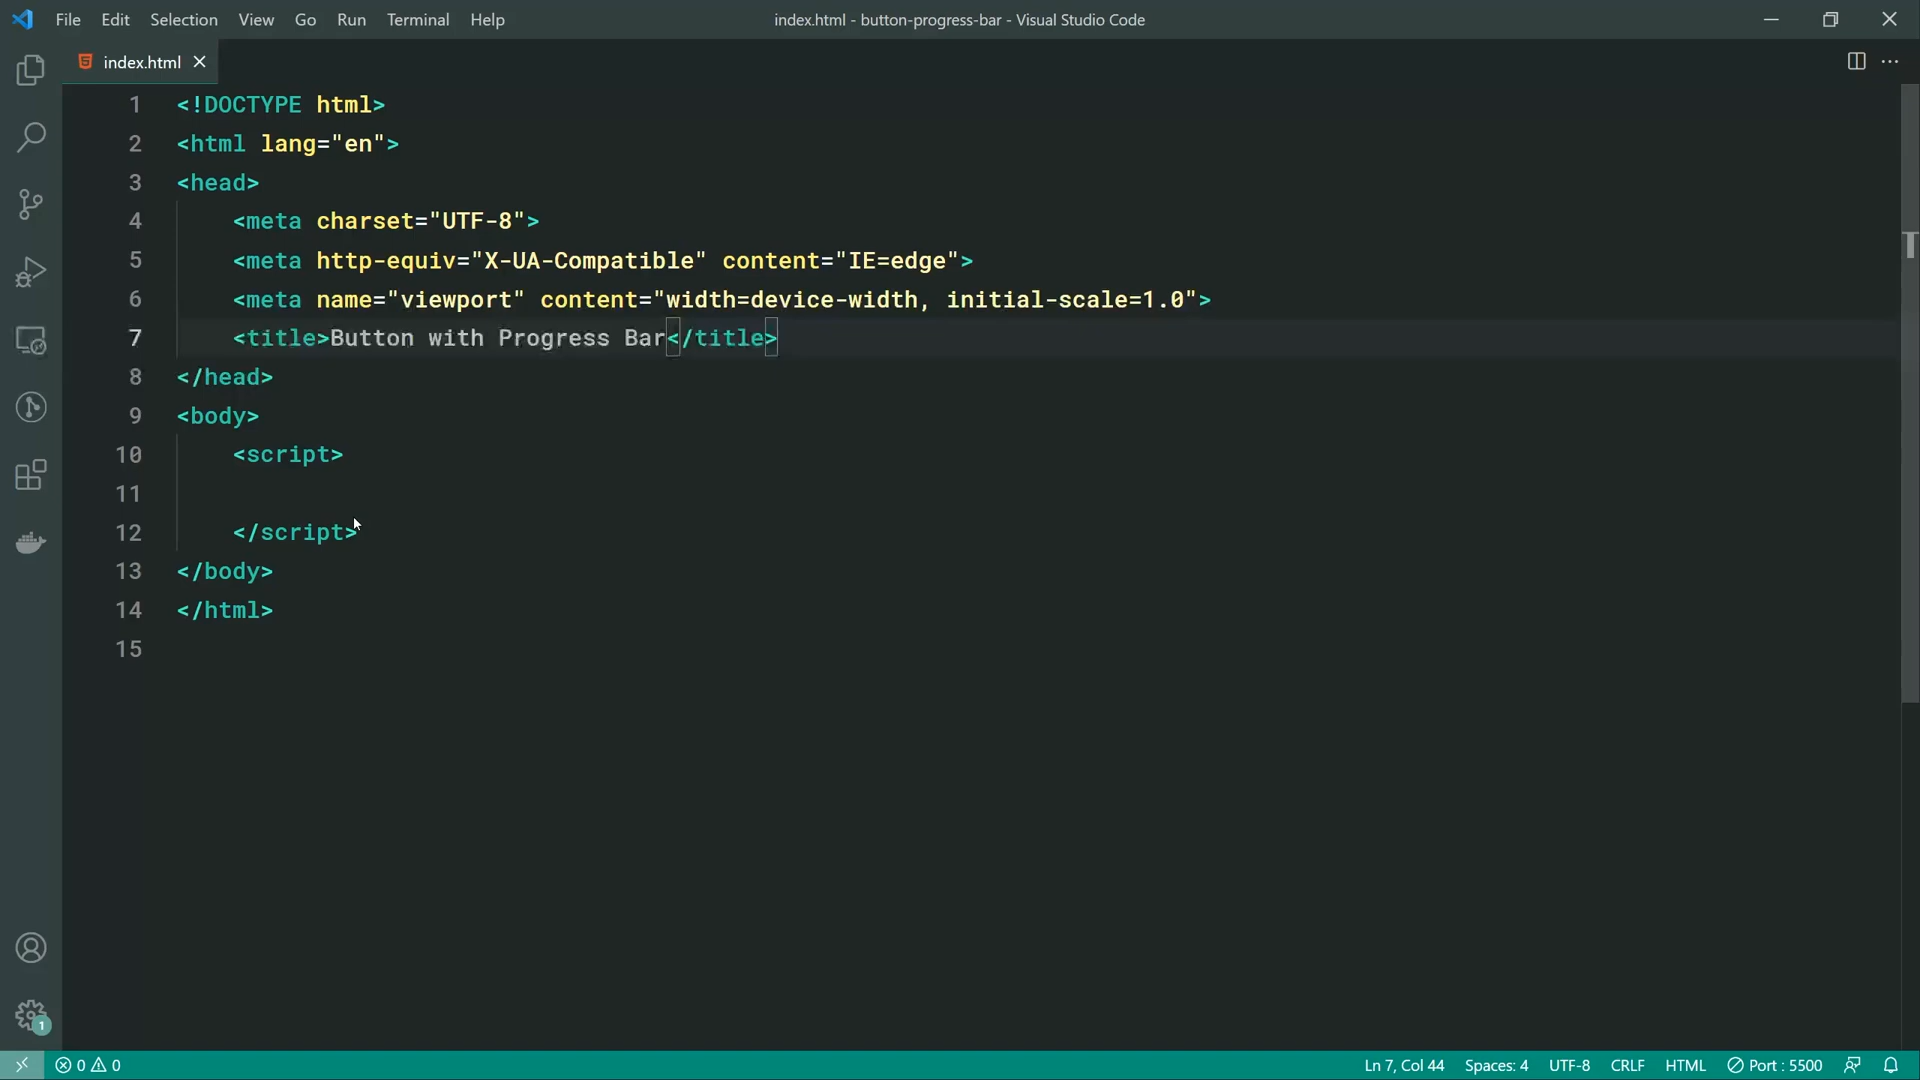 File Edit Selection View Go Run Terminal Help index.html - button-progress-bar - Visual Studio Code
index.html
1 <!DOCTYPE html>
2 <html lang="en">
3 <head>
4 <meta charset="UTF-8">
5 <meta http-equiv="X-UA-Compatible" content="IE=edge">
6 <meta name="viewport" content="width=device-width, initial-scale=1.0">
7 <title>Button with Progress Bar</title>
8 </head>
9 <body>
10 <script>
11
12 </script>
13 </body>
14 </html>
15
1
0 0 Ln 7, Col 44 Spaces: 4 UTF-8 CRLF HTML Port : 5500